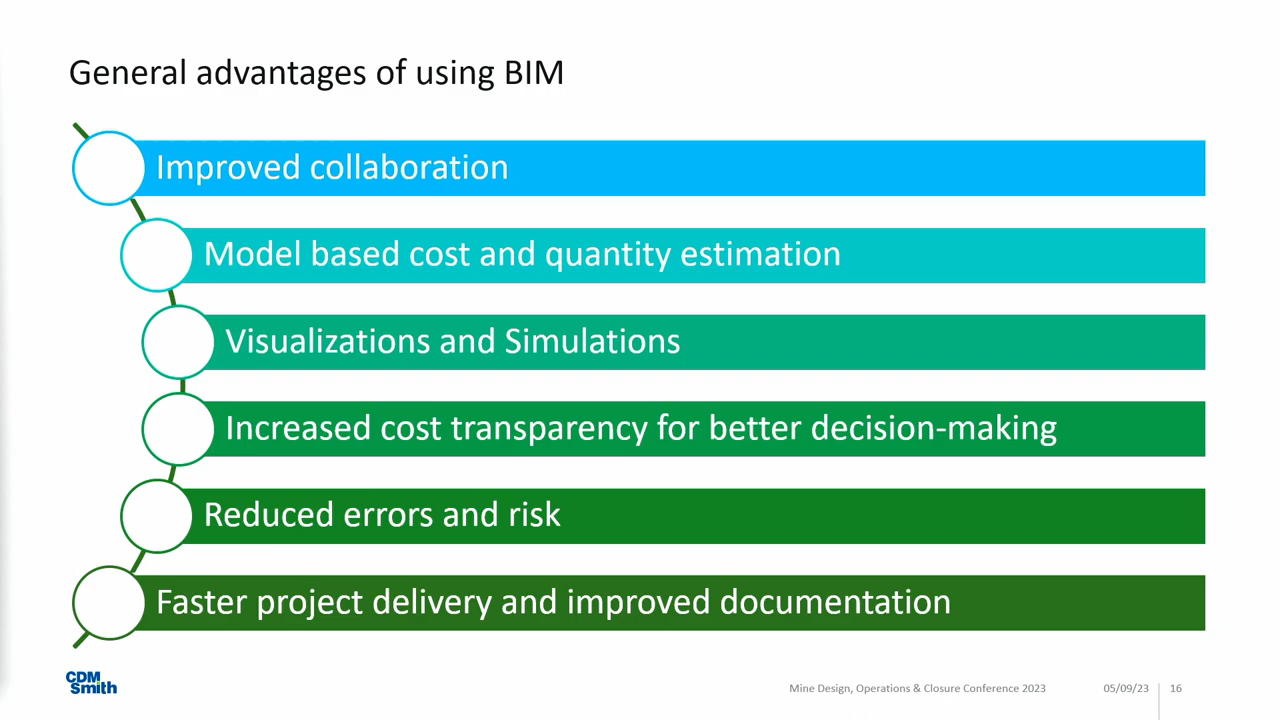 General advantages of using BIM
Improved collaboration
Model based cost and quantity estimation
Visualizations and Simulations
Increased cost transparency for better decision-making
Reduced errors and risk
Faster project delivery and improved documentation
CDM
Smith
Mine Design, Operations & Closure Conference 2023 05/09/23 16